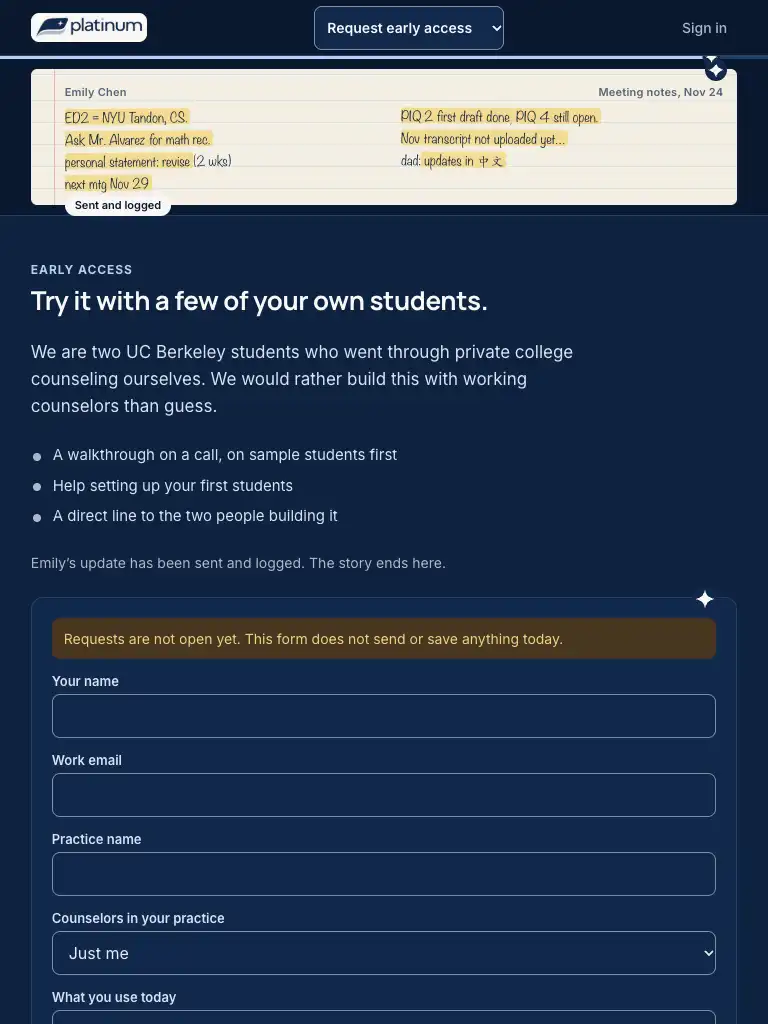 platinum
Request early access
Sign in
Emily Chen
Meeting notes, Nov 24
ED2 = NYU Tandon, CS.
Ask Mr. Alvarez for math rec.
personal statement: revise (2 wks)
next mtg Nov 29
PIQ 2 first draft done, PIQ 4 still open.
Nov transcript not uploaded yet...
dad: updates in 中文
Sent and logged
EARLY ACCESS
Try it with a few of your own students.
We are two UC Berkeley students who went through private college
counseling ourselves. We would rather build this with working
counselors than guess.
A walkthrough on a call, on sample students first
Help setting up your first students
A direct line to the two people building it
Emily’s update has been sent and logged. The story ends here.
Requests are not open yet. This form does not send or save anything today.
Your name
Work email
Practice name
Counselors in your practice
Just me
What you use today